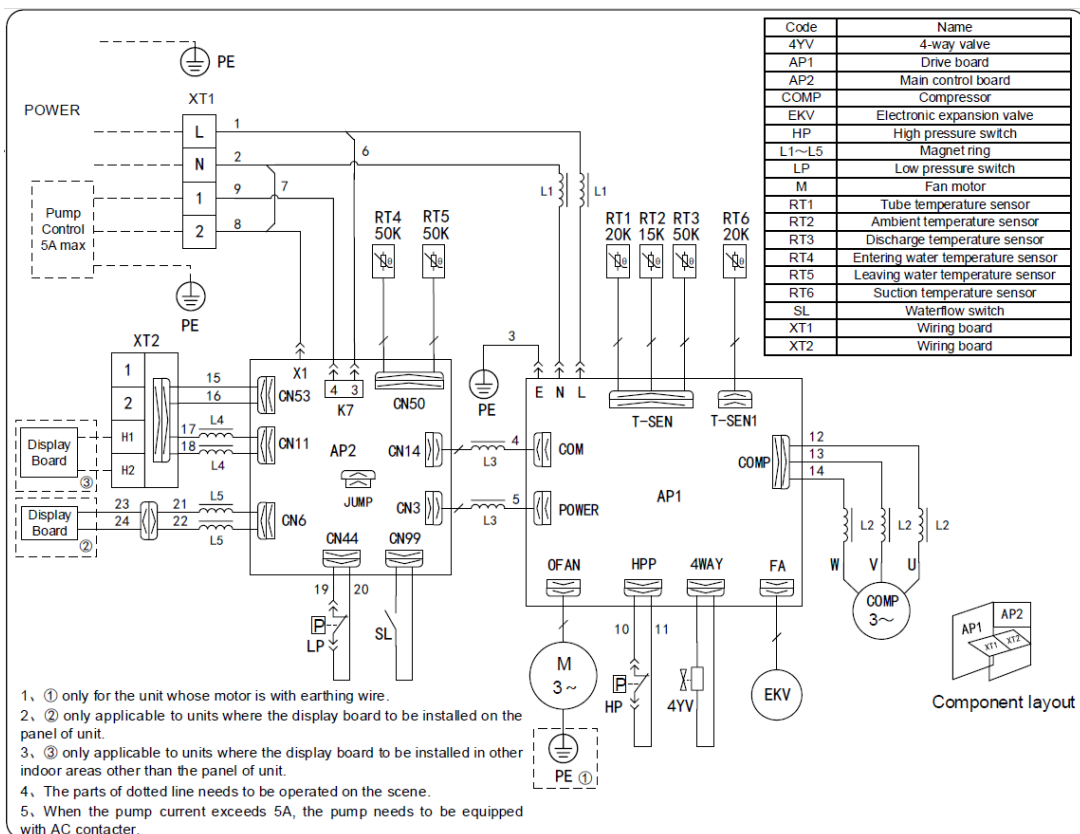 PE
POWER
XT1
L
N
1
2
1
2
9
8
6
7
Pump
Control
5A max
PE
Code Name
4YV 4-way valve
AP1 Drive board
AP2 Main control board
COMP Compressor
EKV Electronic expansion valve
HP High pressure switch
L1～L5 Magnet ring
LP Low pressure switch
M Fan motor
RT1 Tube temperature sensor
RT2 Ambient temperature sensor
RT3 Discharge temperature sensor
RT4 Entering water temperature sensor
RT5 Leaving water temperature sensor
RT6 Suction temperature sensor
SL Waterflow switch
XT1 Wiring board
XT2 Wiring board
L1 L1
RT4 RT5
50K 50K
RT1 RT2 RT3 RT6
20K 15K 50K 20K
θ θ θ θ θ θ
XT2
1
2
H1
H2
15
16
17
18
L4
L4
Display
Board
③
Display
Board
②
23
24
21
22
L5
L5
X1
4 3
K7
CN50
CN53
CN11
AP2
CN14
JUMP
CN3
CN6
CN44 CN99
19 20
P
LP
SL
3
PE
E N L
T-SEN T-SEN1
4
L3
COM
5
L3
POWER
AP1
COMP
12
13
14
L2 L2 L2
W V U
COMP
3～
OFAN HPP 4WAY FA
M
3～
PE ①
10 11
P
HP
4YV
EKV
AP1 AP2
XT1 XT2
Component layout
1、① only for the unit whose motor is with earthing wire.
2、② only applicable to units where the display board to be installed on the
panel of unit.
3、③ only applicable to units where the display board to be installed in other
indoor areas other than the panel of unit.
4、The parts of dotted line needs to be operated on the scene.
5、When the pump current exceeds 5A, the pump needs to be equipped
with AC contacter.